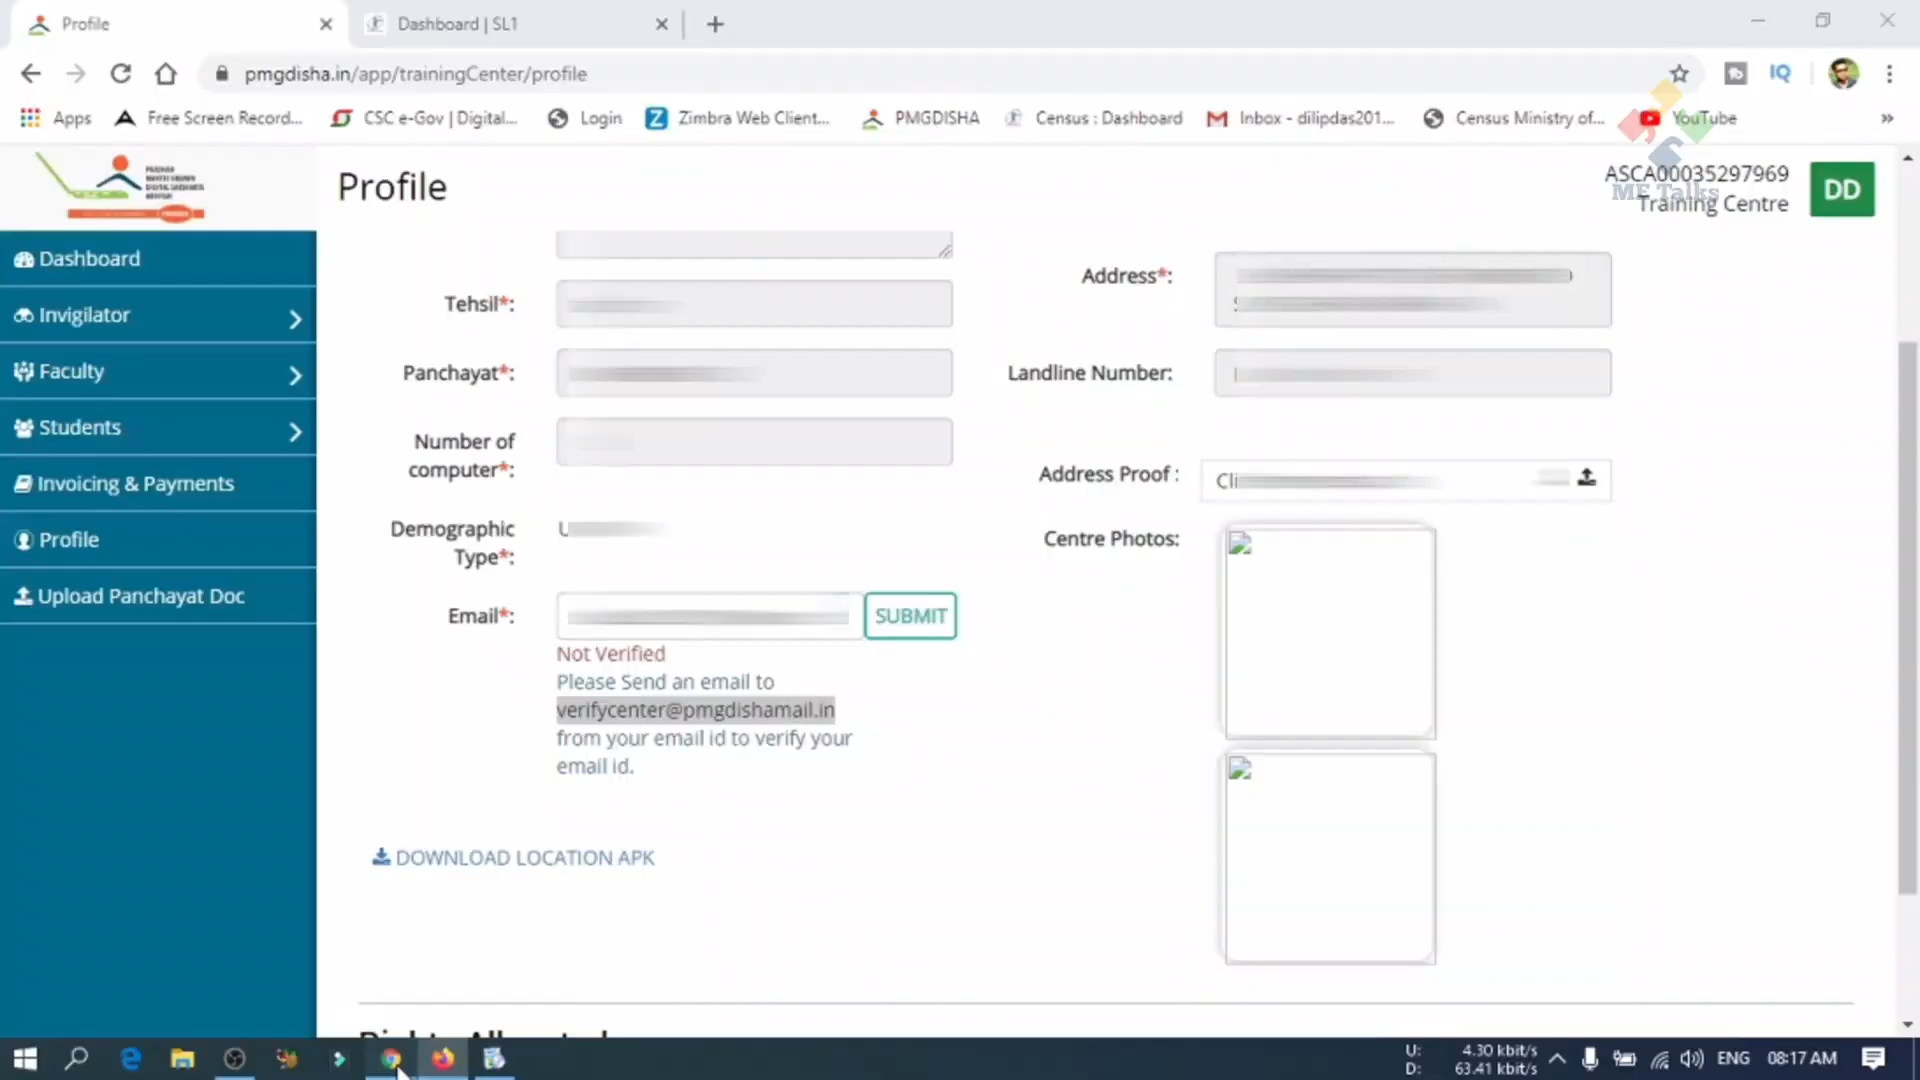 Profile
Dashboard | SL1
pmgdisha.in/app/trainingCenter/profile
IQ
Apps
Free Screen Record...
CSC e-Gov | Digital...
Login
Zimbra Web Client...
PMGDISHA
Census : Dashboard
Inbox - dilipdas201...
Census Ministry of...
YouTube
Profile
ASCA00035297969
Training Centre
DD
ME Talks
Dashboard
Invigilator
Faculty
Students
Invoicing & Payments
Profile
Upload Panchayat Doc
Tehsil*:
Panchayat*:
Number of
computer*:
Demographic
Type*:
Email*:
SUBMIT
Not Verified
Please Send an email to
verifycenter@pmgdishamail.in
from your email id to verify your
email id.
DOWNLOAD LOCATION APK
Address*:
Landline Number:
Address Proof :
Cli
Centre Photos:
U: 4.30 kbit/s
D: 63.41 kbit/s
ENG
08:17 AM